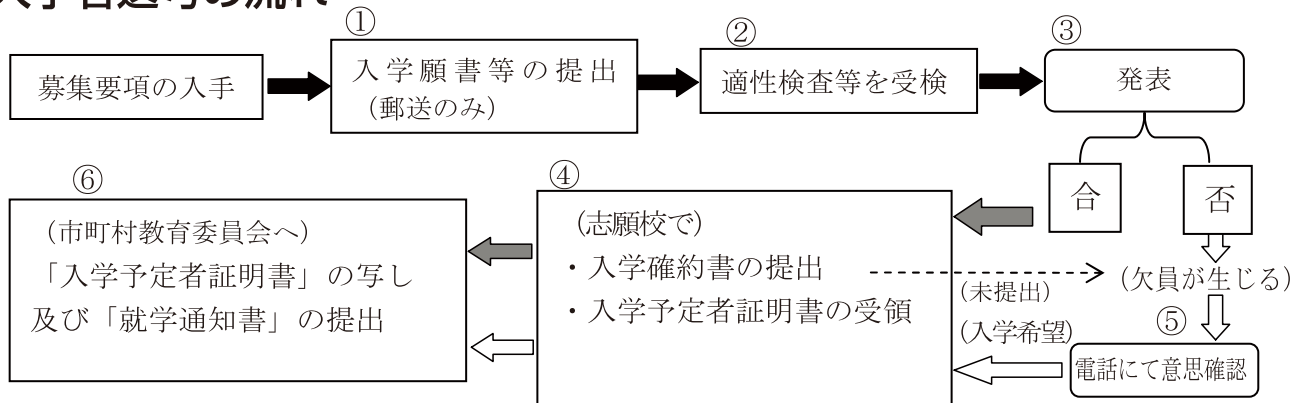 入学者選考の流れ
募集要項の入手
①
入学願書等の提出
(郵送のみ)
②
適性検査等を受検
③
発表
合
否
(欠員が生じる)
⑤
電話にて意思確認
④
(志願校で)
・入学確約書の提出
・入学予定者証明書の受領
(未提出)
(入学希望)
⑥
(市町村教育委員会へ)
「入学予定者証明書」の写し
及び「就学通知書」の提出